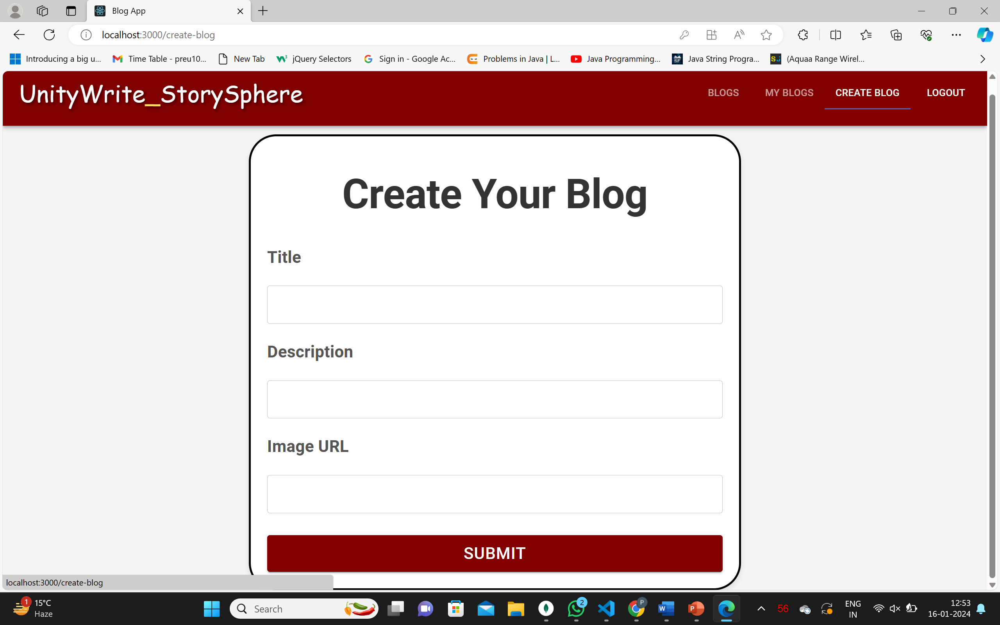 Blog App
localhost:3000/create-blog
Introducing a big u...
Time Table - preu10...
New Tab
jQuery Selectors
Sign in - Google Ac...
Problems in Java | L...
Java Programming...
Java String Progra...
(Aquaa Range Wirel...
UnityWrite_StorySphere
BLOGS
MY BLOGS
CREATE BLOG
LOGOUT
Create Your Blog
Title
Description
Image URL
SUBMIT
localhost:3000/create-blog
1
15°C
Haze
Search
2
P
56
ENG
IN
12:53
16-01-2024